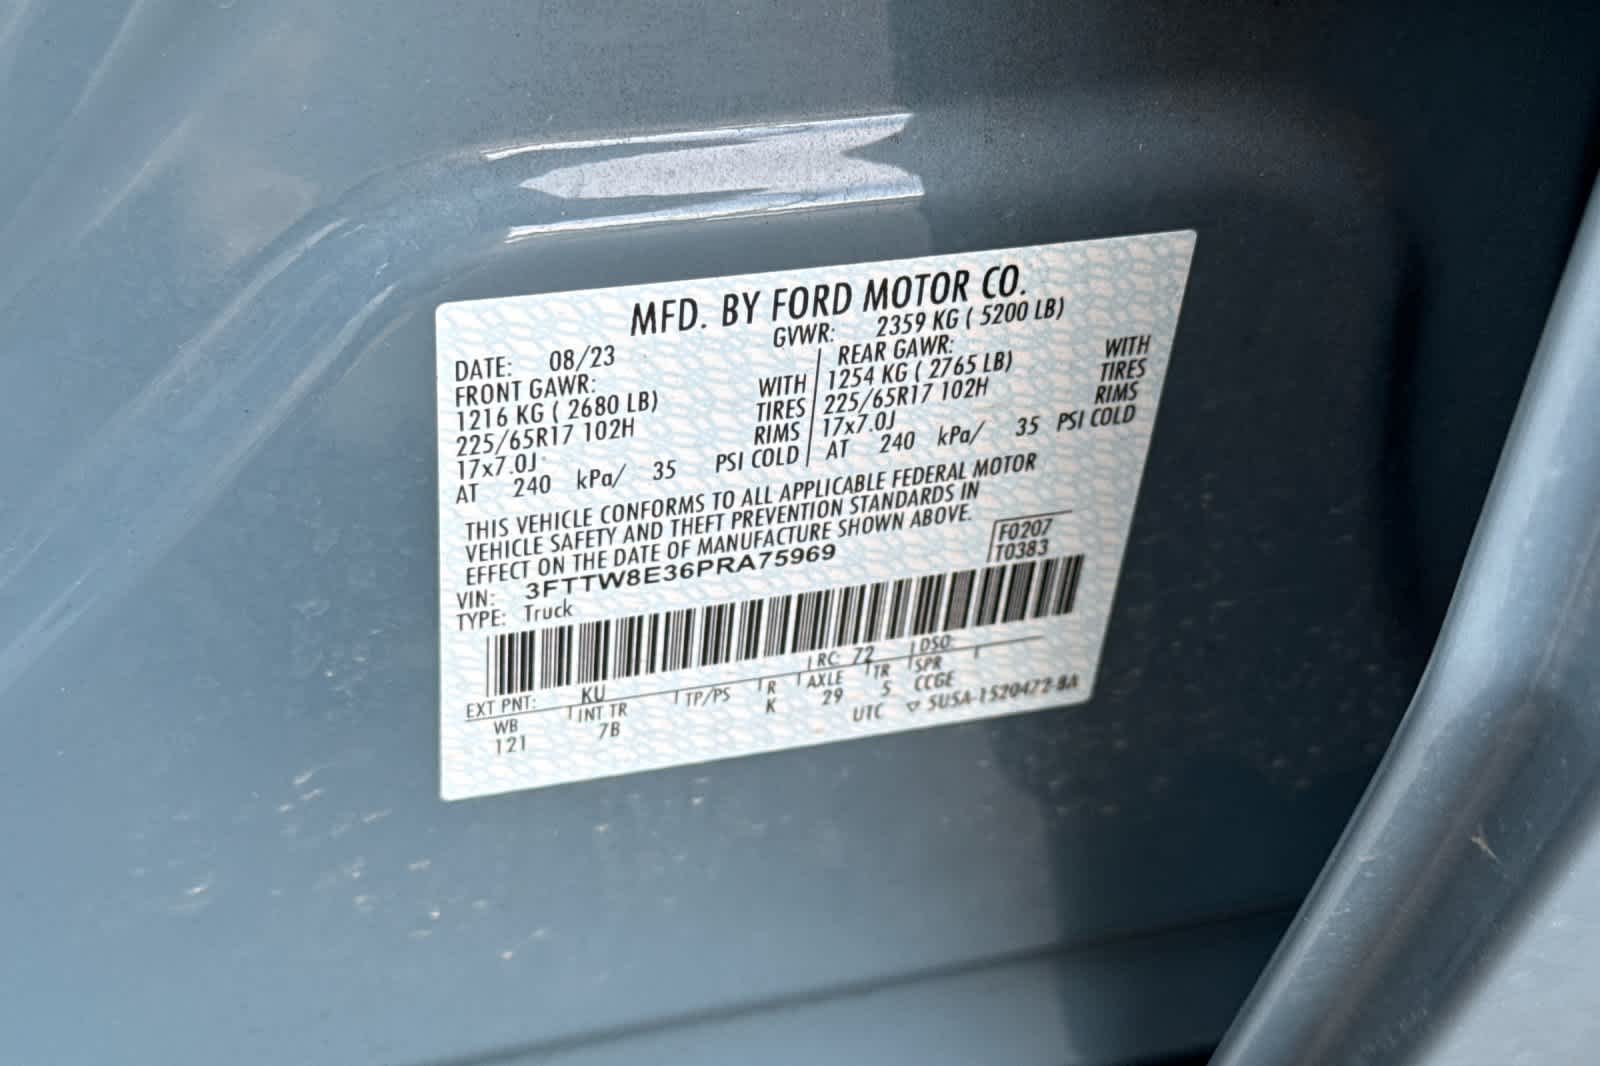 MFD. BY FORD MOTOR CO.
DATE: 08/23 GVWR: 2359 KG ( 5200 LB)
FRONT GAWR: REAR GAWR:
1216 KG ( 2680 LB) WITH 1254 KG ( 2765 LB) WITH
225/65R17 102H TIRES 225/65R17 102H TIRES
17x7.0J RIMS 17x7.0J RIMS
AT 240 kPa/ 35 PSI COLD AT 240 kPa/ 35 PSI COLD
THIS VEHICLE CONFORMS TO ALL APPLICABLE FEDERAL MOTOR
VEHICLE SAFETY AND THEFT PREVENTION STANDARDS IN
EFFECT ON THE DATE OF MANUFACTURE SHOWN ABOVE.
VIN: 3FTTW8E36PRA75969 F0207
TYPE: Truck T0383
EXT PNT: KU RC: 72 DSO:
WB INT TR TP/PS R AXLE TR SPR
121 7B K 29 5 CCGE
UTC ▽ 5U5A-1520472-BA